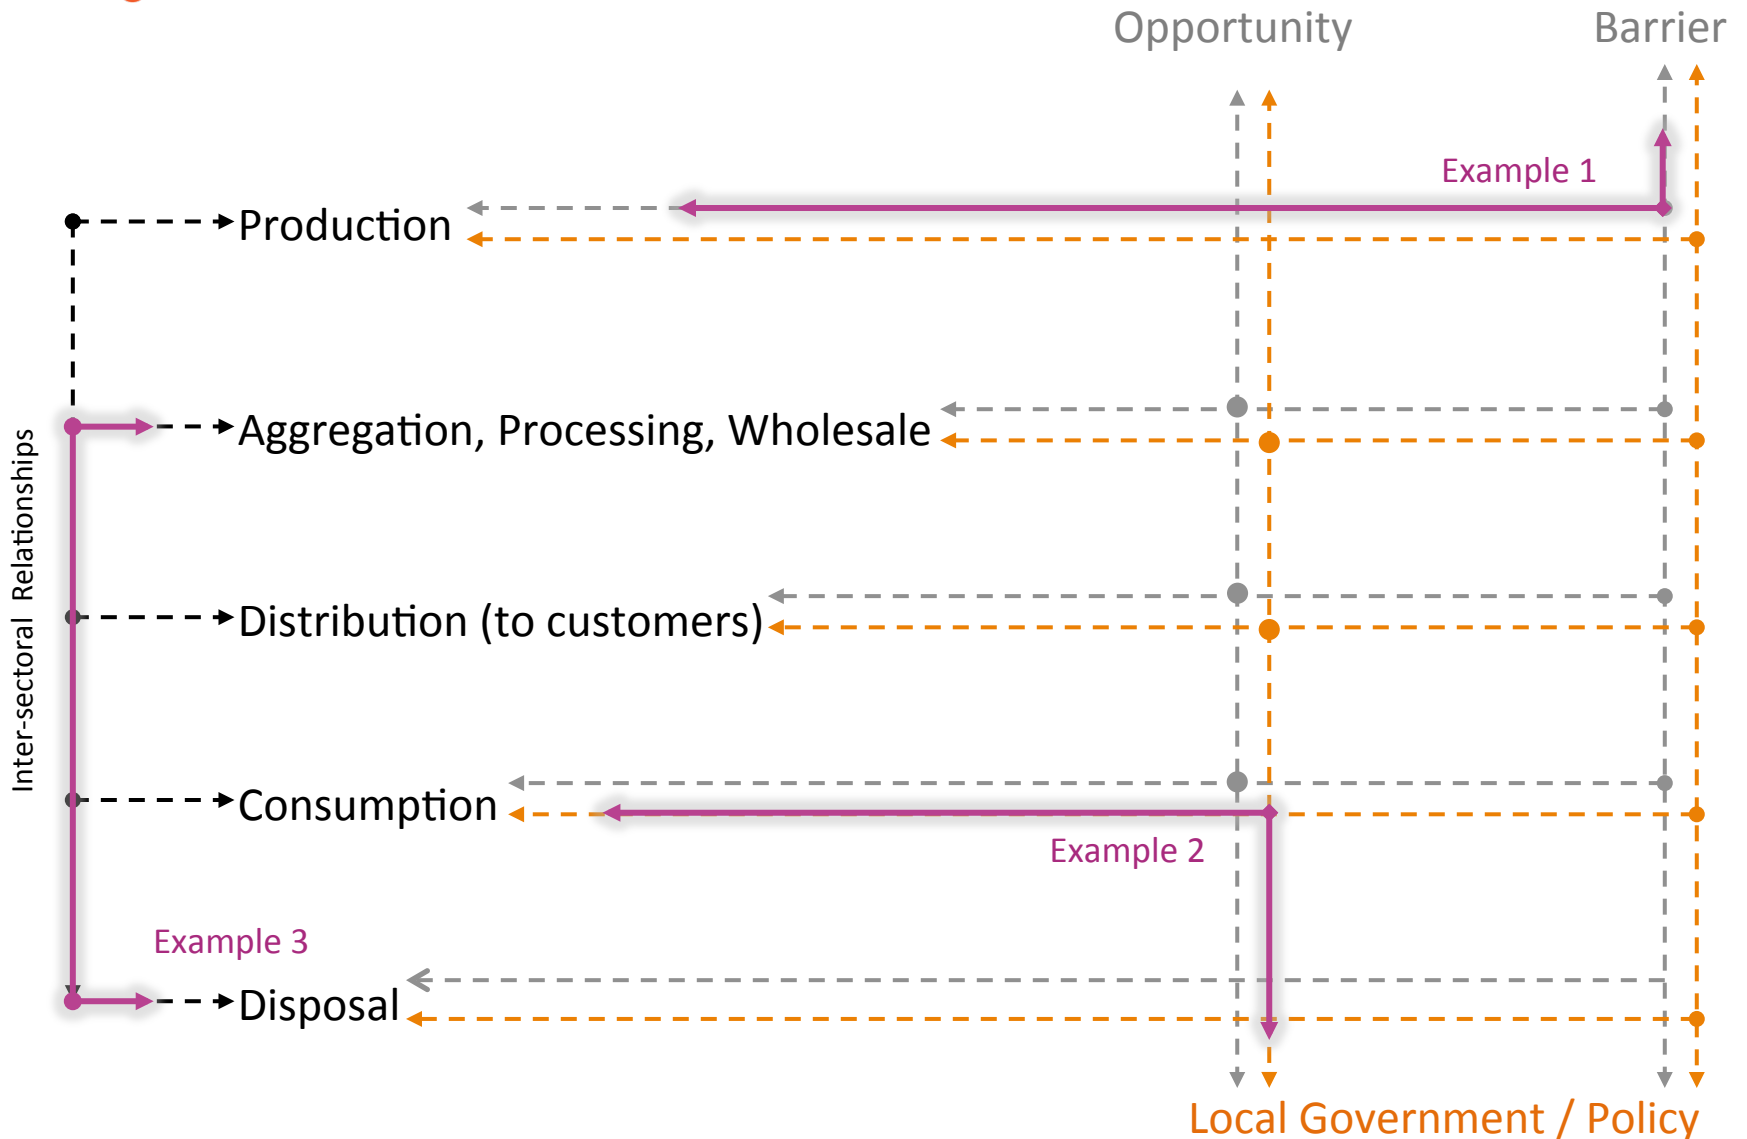 Opportunity
Barrier
Example 1
Production
Aggregation, Processing, Wholesale
Inter-sectoral Relationships
Distribution (to customers)
Consumption
Example 2
Example 3
Disposal
Local Government / Policy